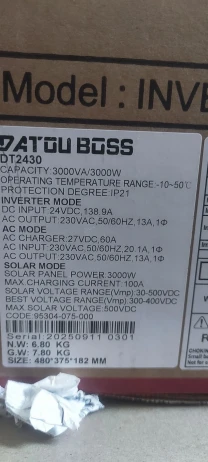 Model : INVE
DATOU BOSS
DT2430
CAPACITY:3000VA/3000W
OPERATING TEMPERATURE RANGE:-10~50℃
PROTECTION DEGREE:IP21
INVERTER MODE
DC INPUT:24VDC,138.9A
AC OUTPUT:230VAC,50/60HZ,13A,1Φ
AC MODE
AC CHARGER:27VDC,60A
AC INPUT:230VAC,50/60HZ,20.1A,1Φ
AC OUTPUT:230VAC,50/60HZ,13A,1Φ
SOLAR MODE
SOLAR PANEL POWER:3000W
MAX CHARGING CURRENT:100A
SOLAR VOLTAGE RANGE(Vmp):30-500VDC
BEST VOLTAGE RANGE(Vmp):300-400VDC
MAX SOLAR VOLTAGE:500VDC
CODE 95304-075-000
Serial 20250911 0301
N.W: 6.80 KG
G.W: 7.80 KG
SIZE: 480*375*182 MM